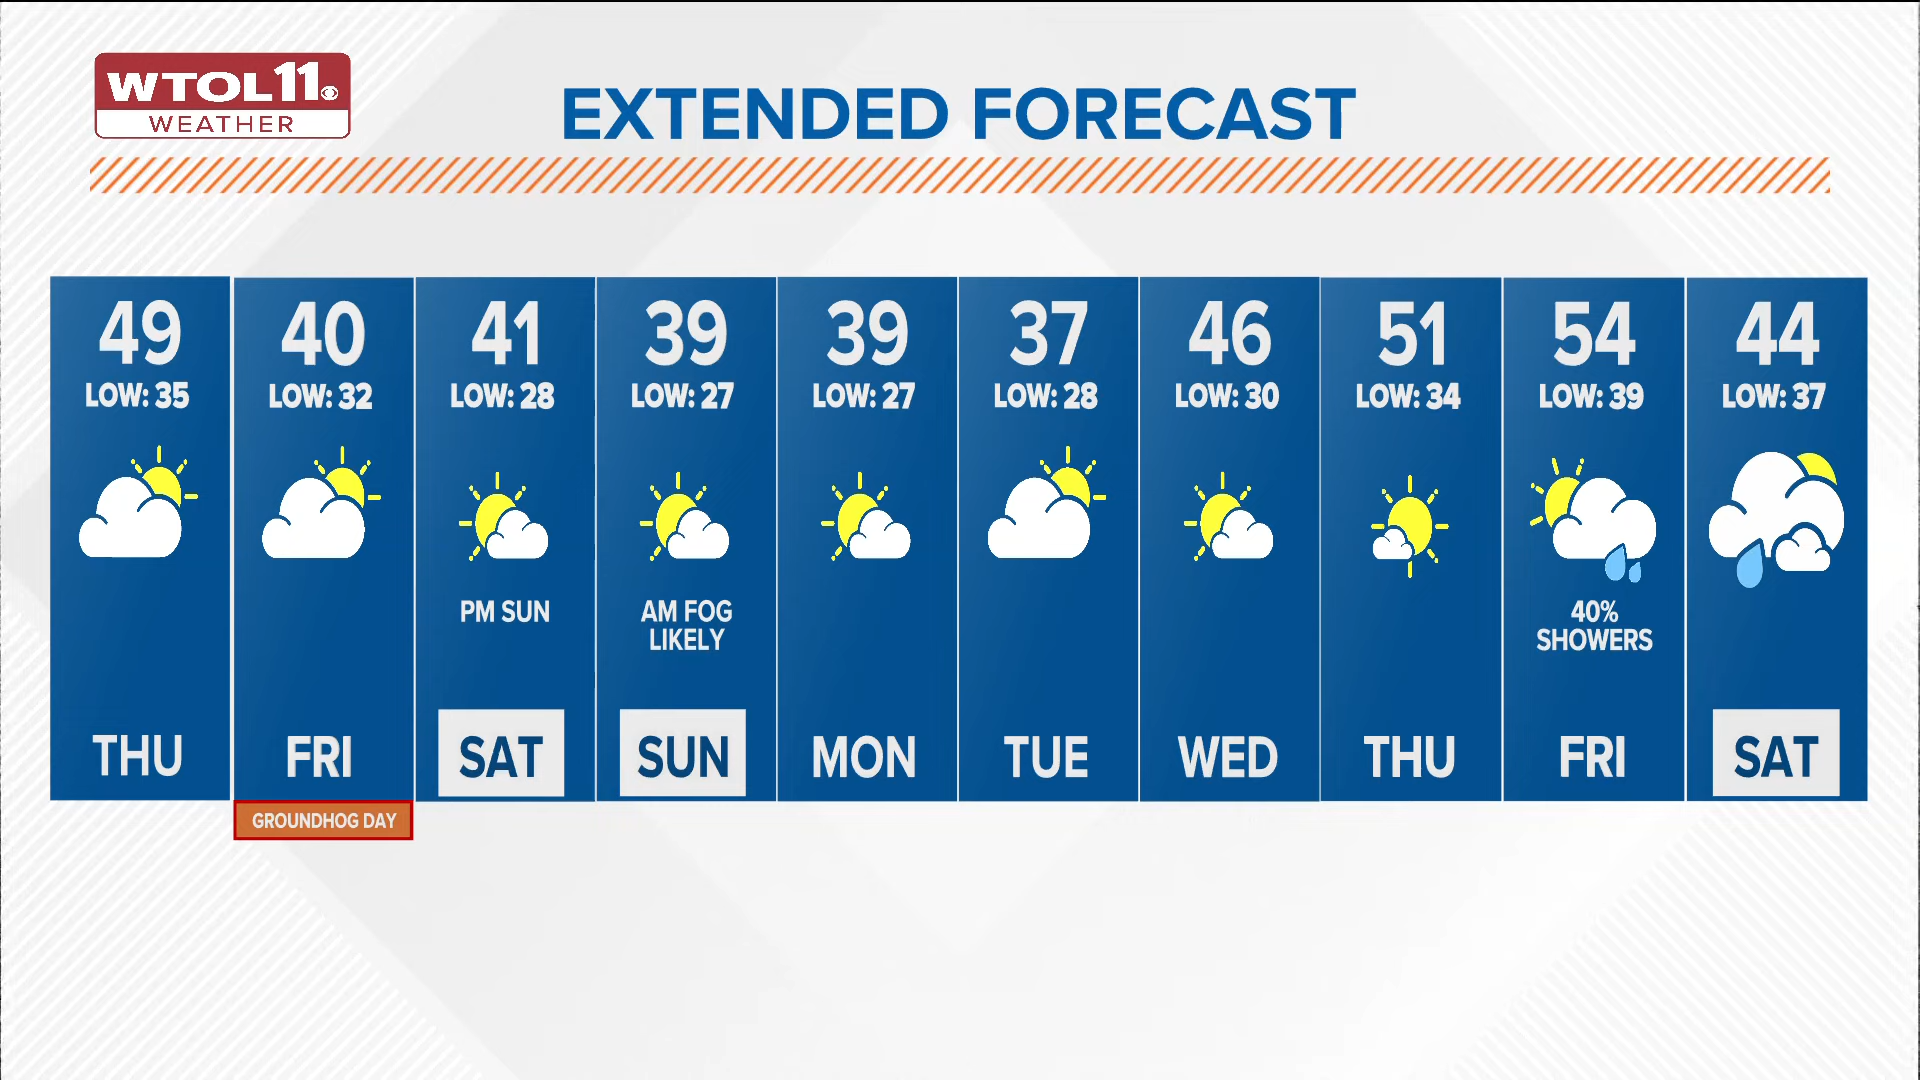 WTOL11
WEATHER
EXTENDED FORECAST
49
LOW: 35
THU
40
LOW: 32
FRI
GROUNDHOG DAY
41
LOW: 28
PM SUN
SAT
39
LOW: 27
AM FOG
LIKELY
SUN
39
LOW: 27
MON
37
LOW: 28
TUE
46
LOW: 30
WED
51
LOW: 34
THU
54
LOW: 39
40%
SHOWERS
FRI
44
LOW: 37
SAT